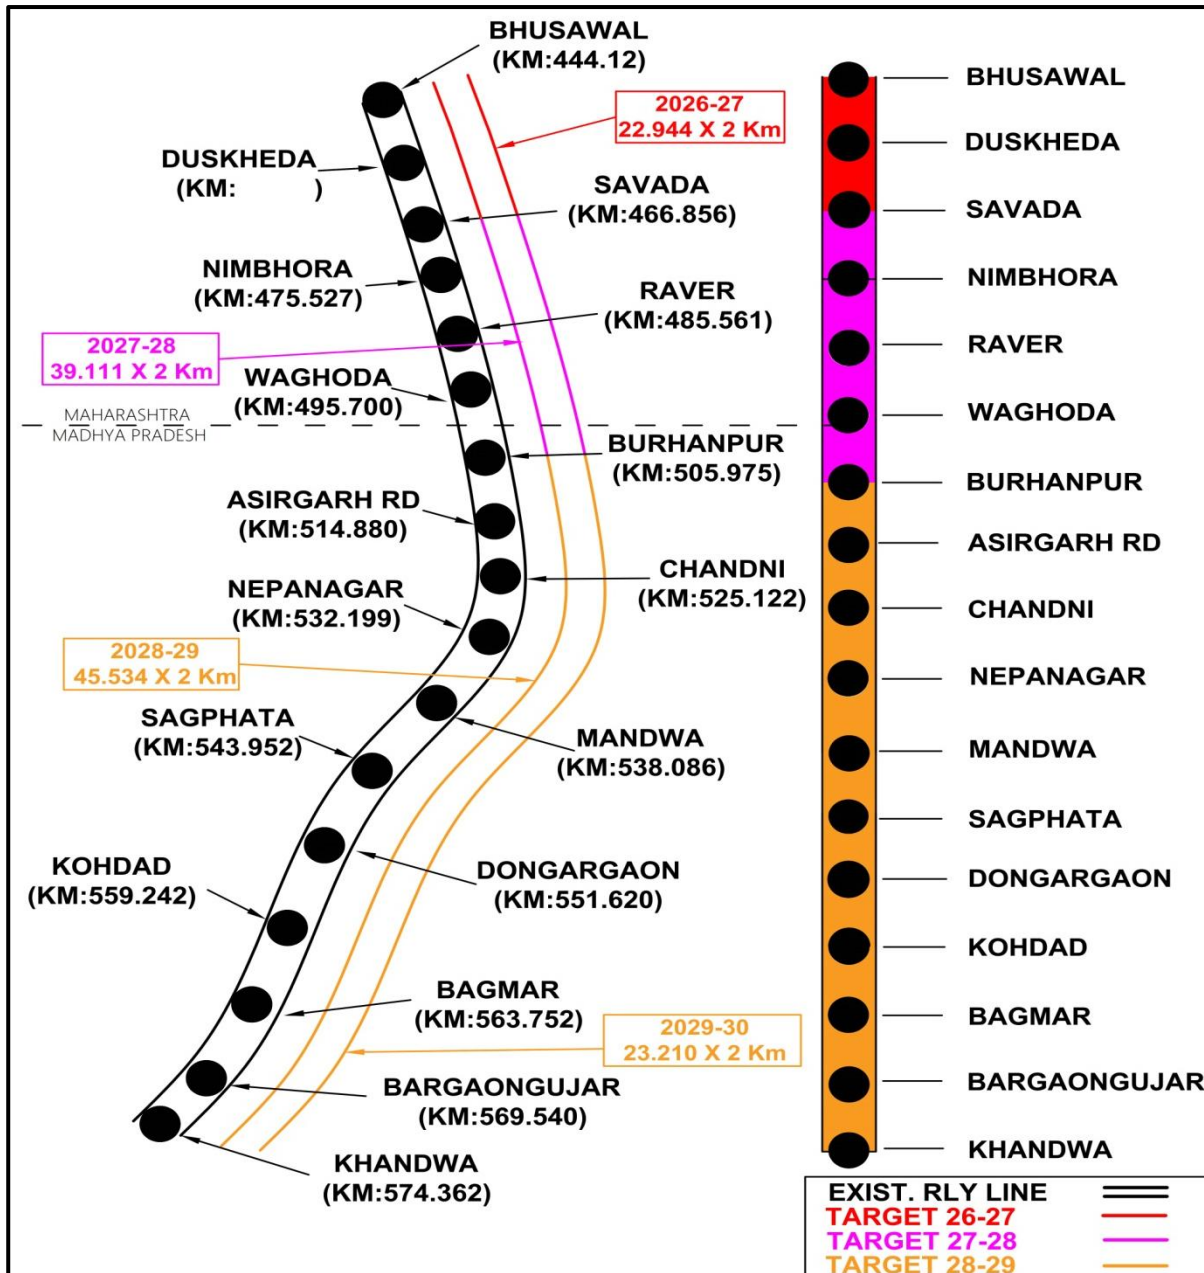 BHUSAWAL
(KM:444.12)
2026-27
22.944 X 2 Km
DUSKHEDA
(KM: )
SAVADA
(KM:466.856)
NIMBHORA
(KM:475.527)
RAVER
(KM:485.561)
2027-28
39.111 X 2 Km
WAGHODA
(KM:495.700)
MAHARASHTRA
MADHYA PRADESH
BURHANPUR
(KM:505.975)
ASIRGARH RD
(KM:514.880)
CHANDNI
(KM:525.122)
NEPANAGAR
(KM:532.199)
2028-29
45.534 X 2 Km
SAGPHATA
(KM:543.952)
MANDWA
(KM:538.086)
KOHDAD
(KM:559.242)
DONGARGAON
(KM:551.620)
BAGMAR
(KM:563.752)
2029-30
23.210 X 2 Km
BARGAONGUJAR
(KM:569.540)
KHANDWA
(KM:574.362)
BHUSAWAL
DUSKHEDA
SAVADA
NIMBHORA
RAVER
WAGHODA
BURHANPUR
ASIRGARH RD
CHANDNI
NEPANAGAR
MANDWA
SAGPHATA
DONGARGAON
KOHDAD
BAGMAR
BARGAONGUJAR
KHANDWA
EXIST. RLY LINE
TARGET 26-27
TARGET 27-28
TARGET 28-29